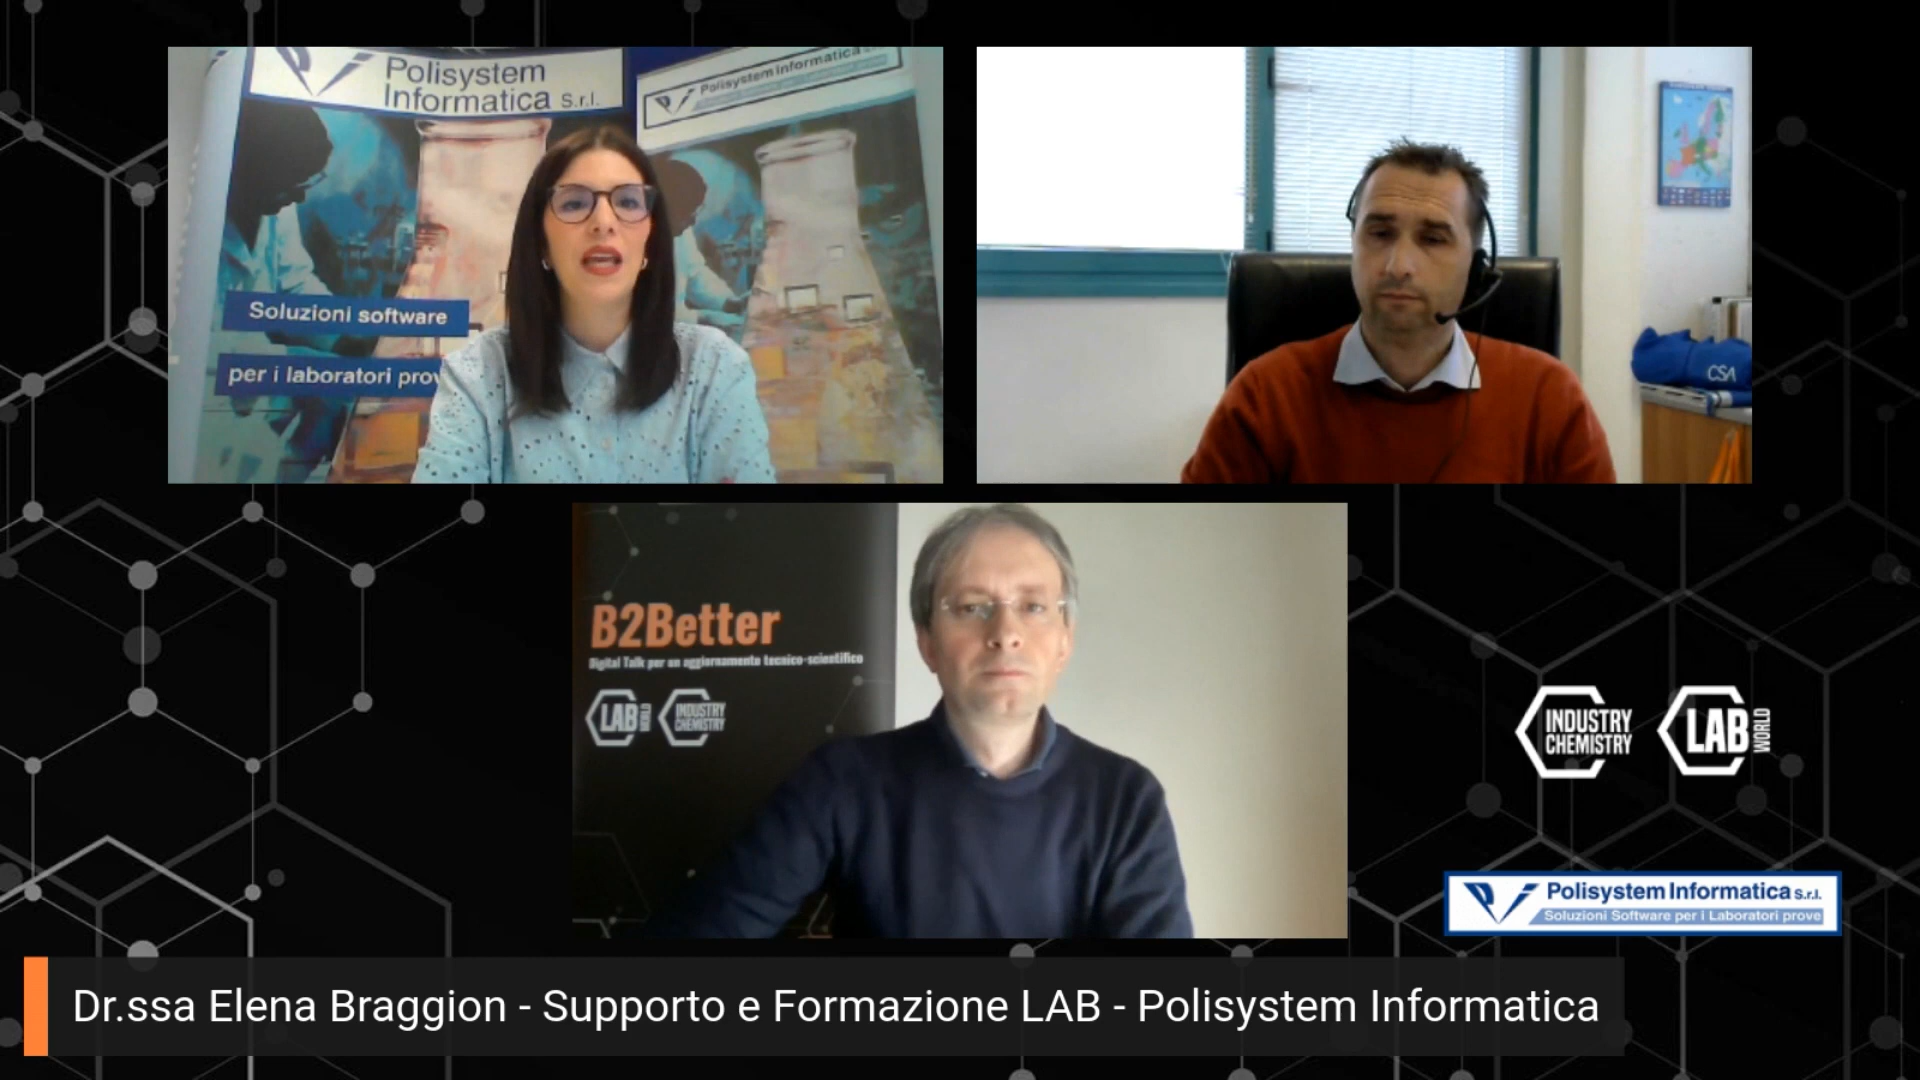 Polisystem
Informatica S.r.l.
Polisystem Informatica
Soluzioni software
per i laboratori prov
CSA
B2Better
Digital Talk per un aggiornamento tecnico-scientifico
LAB WORLD
INDUSTRY
CHEMISTRY
INDUSTRY
CHEMISTRY
LAB WORLD
Polisystem Informatica S.r.l.
Soluzioni Software per i Laboratori prove
Dr.ssa Elena Braggion - Supporto e Formazione LAB - Polisystem Informatica